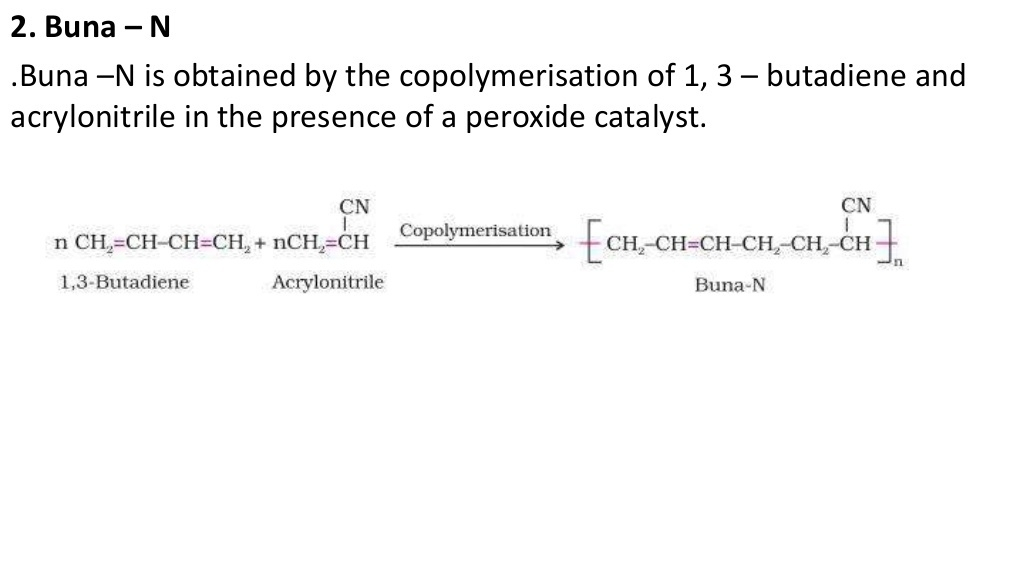 2. Buna – N
.Buna –N is obtained by the copolymerisation of 1, 3 – butadiene and
acrylonitrile in the presence of a peroxide catalyst.
CN CN
n CH₂=CH–CH=CH₂ + nCH₂=CH Copolymerisation [CH₂–CH=CH–CH₂–CH₂–CH]n
1,3-Butadiene Acrylonitrile Buna-N